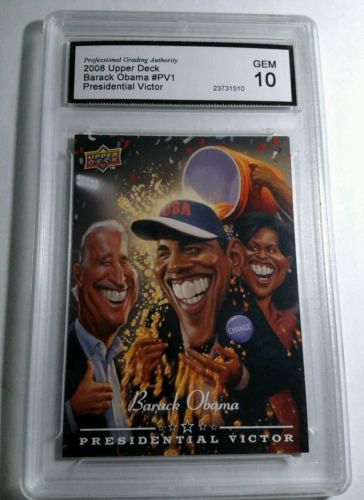 Professional Grading Authority
2008 Upper Deck
Barack Obama #PV1
Presidential Victor
GEM
10
23731510
UPPER DECK
USA
CHANGE
Barack Obama
PRESIDENTIAL VICTOR